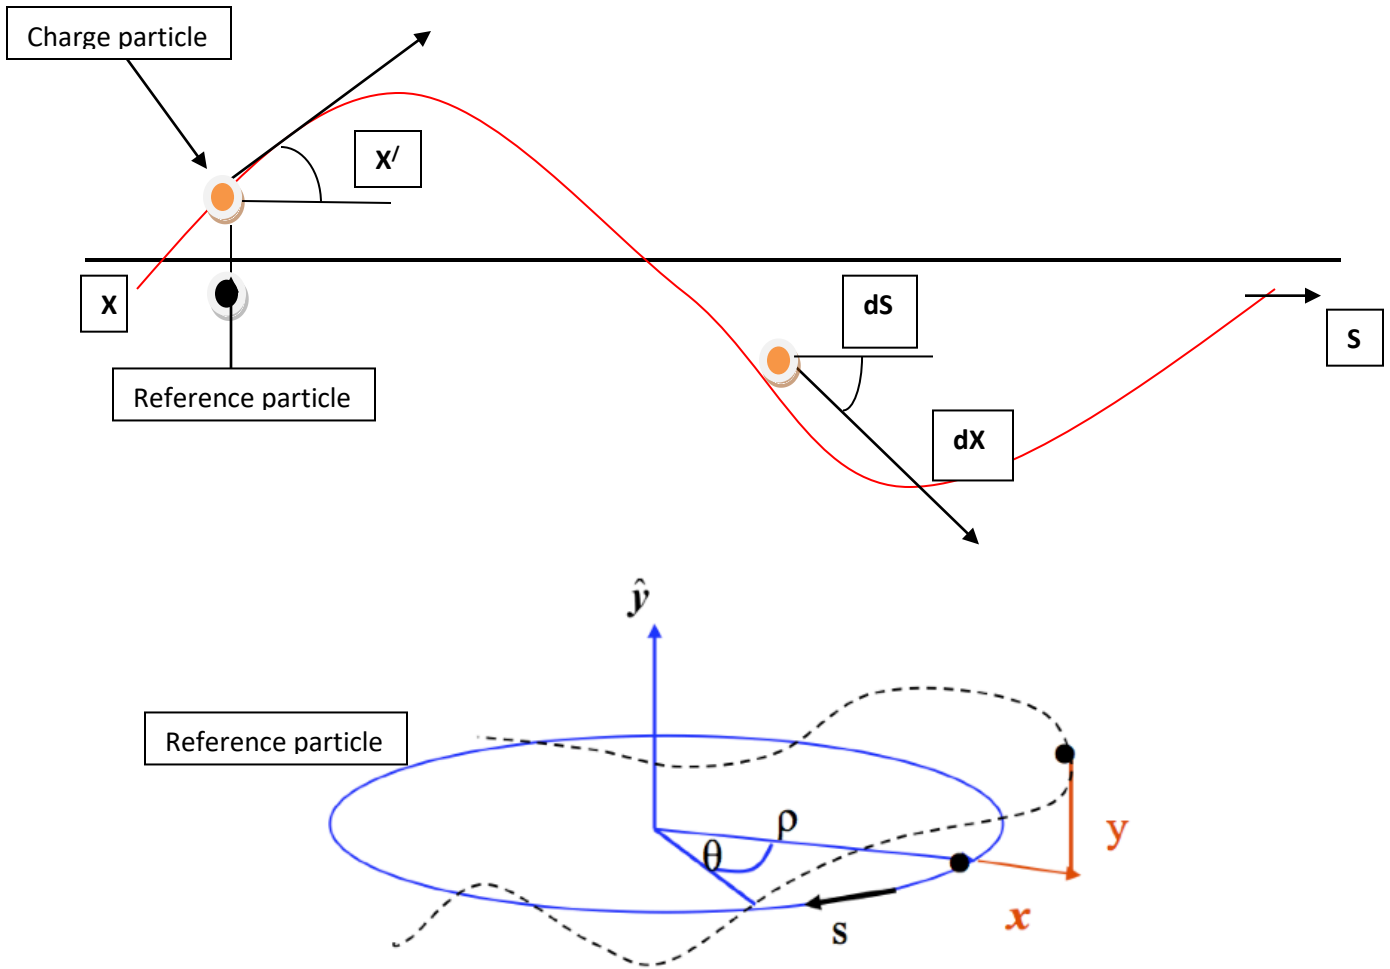 Charge particle
X/
X
dS
S
Reference particle
dX
ŷ
Reference particle
ρ
y
θ
x
s